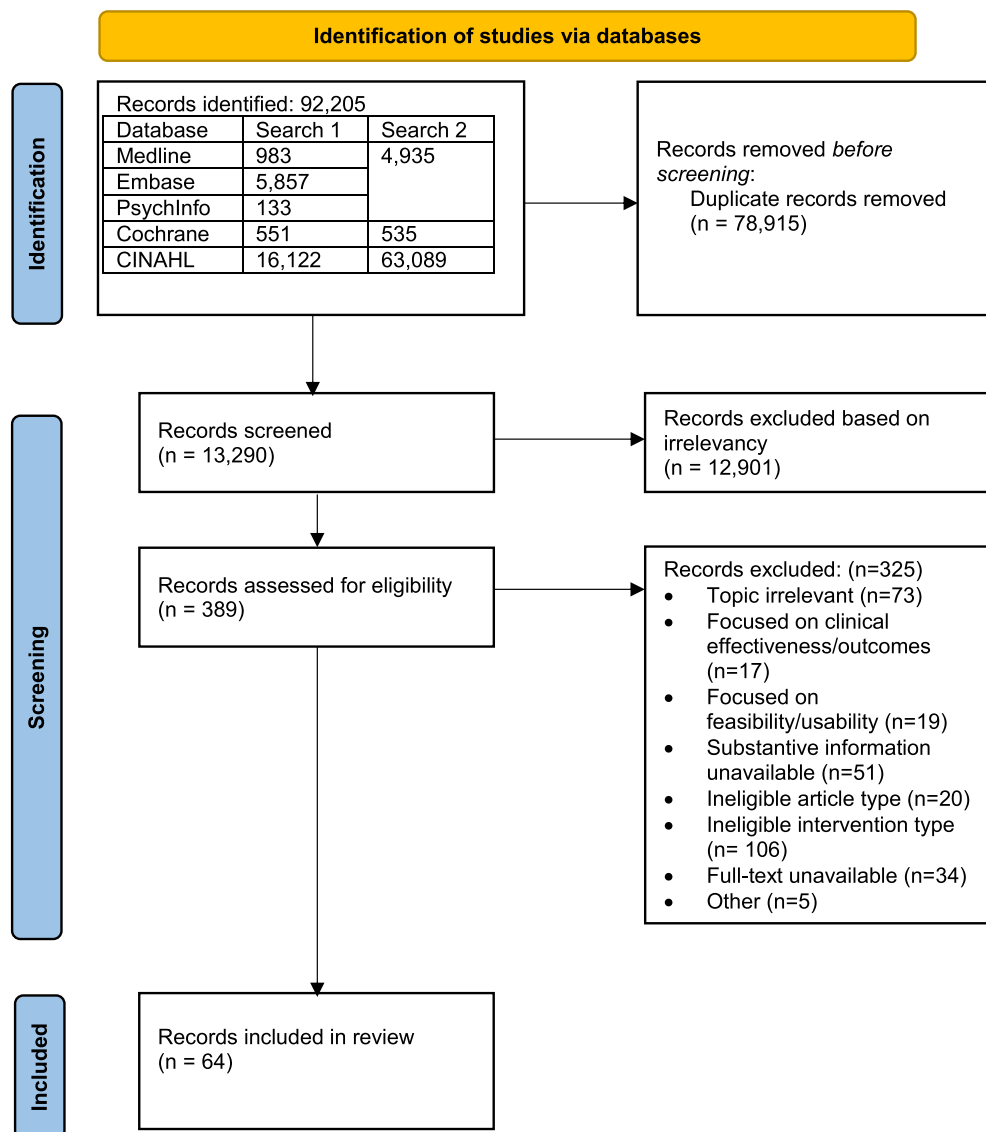 Identification of studies via databases
Identification
Records identified: 92,205
Database Search 1 Search 2
Medline 983 4,935
Embase 5,857
PsychInfo 133
Cochrane 551 535
CINAHL 16,122 63,089
Records removed before
screening:
Duplicate records removed
(n = 78,915)
Screening
Records screened
(n = 13,290)
Records excluded based on
irrelevancy
(n = 12,901)
Records assessed for eligibility
(n = 389)
Records excluded: (n=325)
• Topic irrelevant (n=73)
• Focused on clinical
effectiveness/outcomes
(n=17)
• Focused on
feasibility/usability (n=19)
• Substantive information
unavailable (n=51)
• Ineligible article type (n=20)
• Ineligible intervention type
(n= 106)
• Full-text unavailable (n=34)
• Other (n=5)
Included
Records included in review
(n = 64)